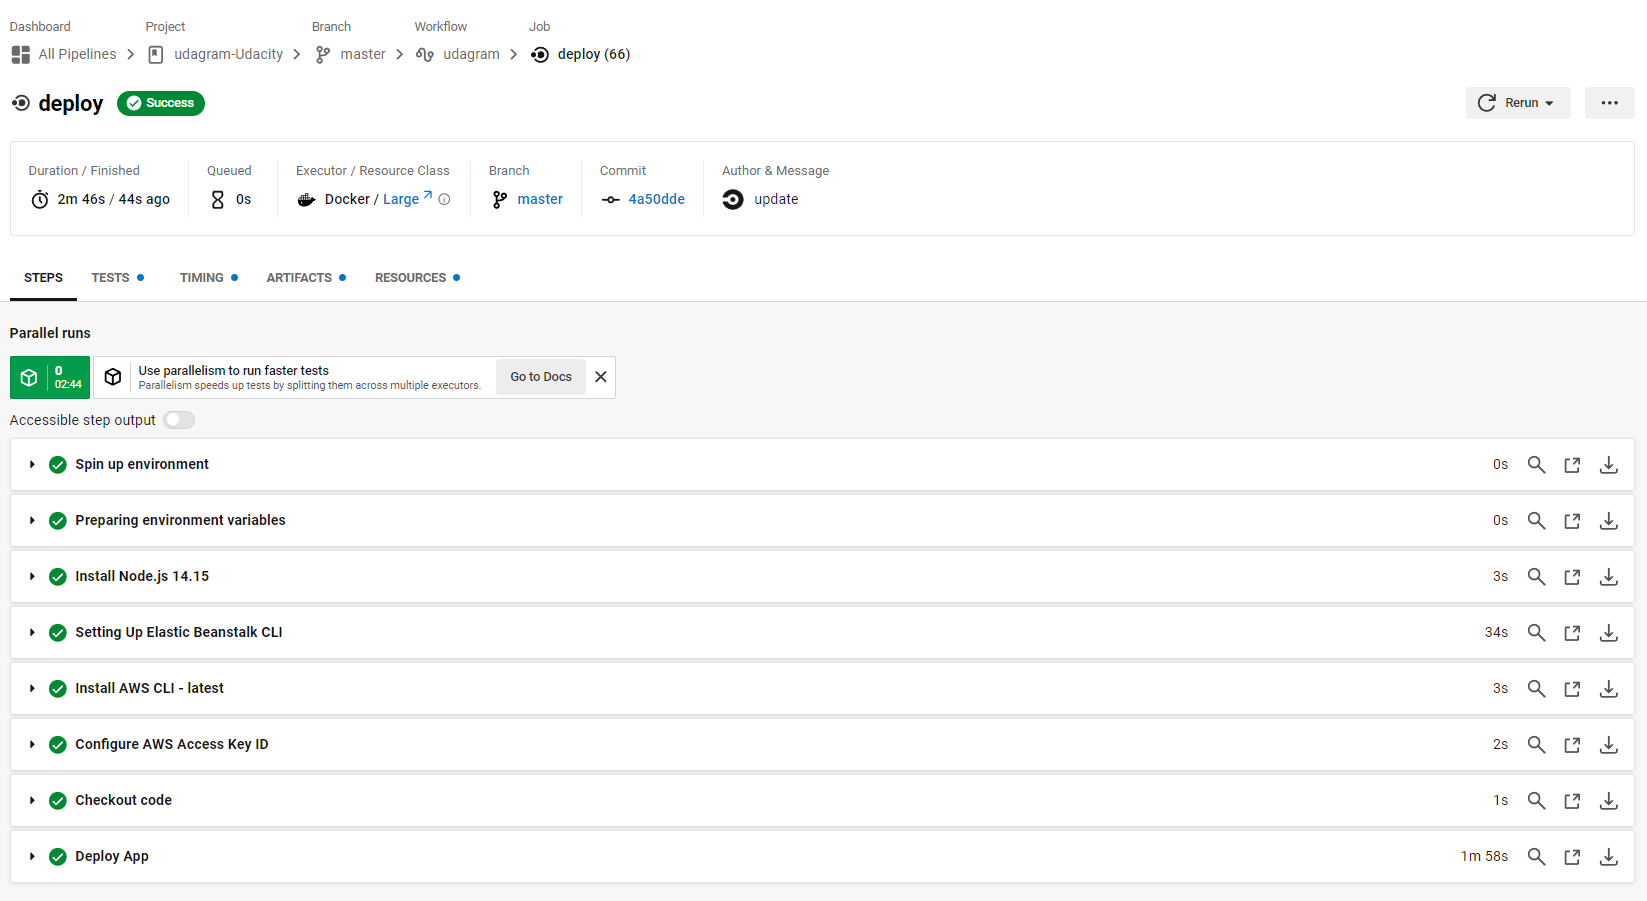 Dashboard Project Branch Workflow Job
All Pipelines udagram-Udacity master udagram deploy (66)
deploy Success Rerun
Duration / Finished Queued Executor / Resource Class Branch Commit Author & Message
2m 46s / 44s ago 0s Docker / Large master 4a50dde update
STEPS TESTS TIMING ARTIFACTS RESOURCES
Parallel runs
0
02:44
Use parallelism to run faster tests
Parallelism speeds up tests by splitting them across multiple executors.
Go to Docs
Accessible step output
Spin up environment 0s
Preparing environment variables 0s
Install Node.js 14.15 3s
Setting Up Elastic Beanstalk CLI 34s
Install AWS CLI - latest 3s
Configure AWS Access Key ID 2s
Checkout code 1s
Deploy App 1m 58s